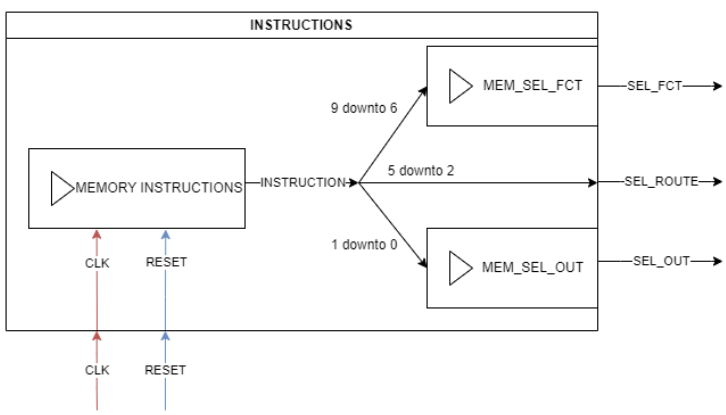 INSTRUCTIONS
MEM_SEL_FCT
SEL_FCT
9 downto 6
MEMORY INSTRUCTIONS
INSTRUCTION
5 downto 2
SEL_ROUTE
1 downto 0
MEM_SEL_OUT
SEL_OUT
CLK
RESET
CLK
RESET